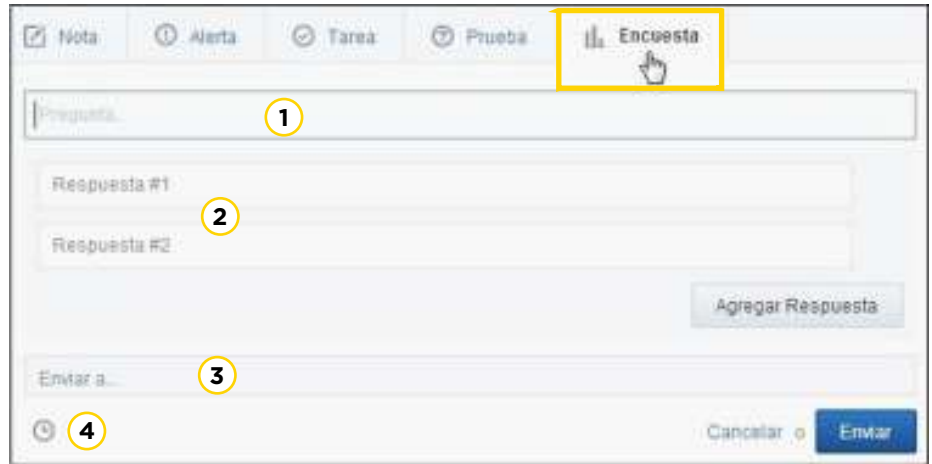 Nota Alerta Tarea Prueba Encuesta
Pregunta... 1
Respuesta #1
2
Respuesta #2
Agregar Respuesta
Enviar a... 3
4 Cancelar o Enviar